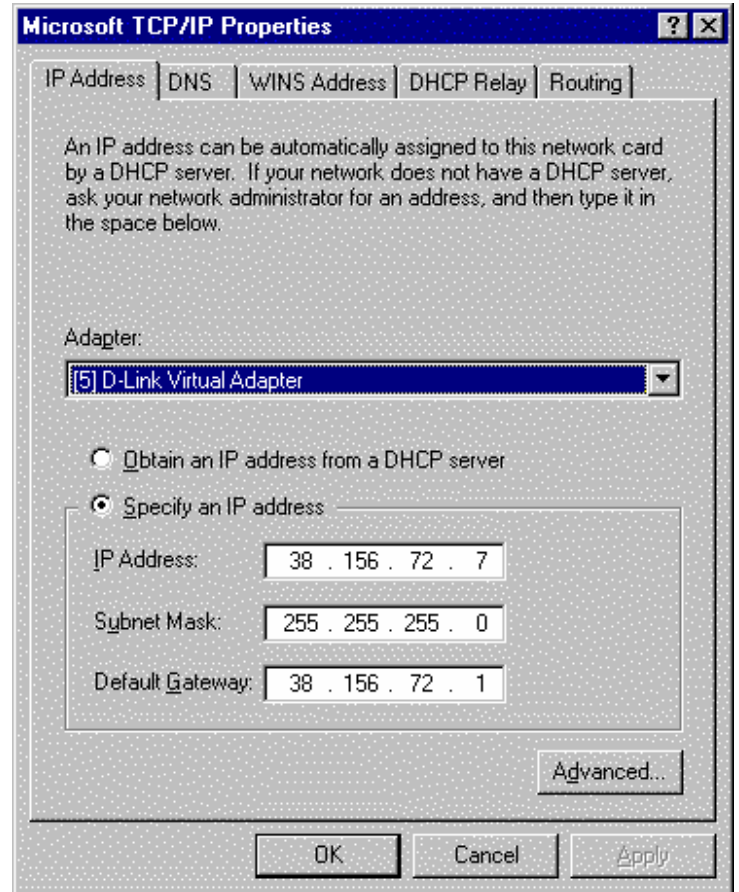 Microsoft TCP/IP Properties ? X
IP Address DNS WINS Address DHCP Relay Routing
An IP address can be automatically assigned to this network card
by a DHCP server. If your network does not have a DHCP server,
ask your network administrator for an address, and then type it in
the space below.
Adapter:
[5] D-Link Virtual Adapter
Obtain an IP address from a DHCP server
Specify an IP address
IP Address: 38 . 156 . 72 . 7
Subnet Mask: 255 . 255 . 255 . 0
Default Gateway: 38 . 156 . 72 . 1
Advanced...
OK Cancel Apply